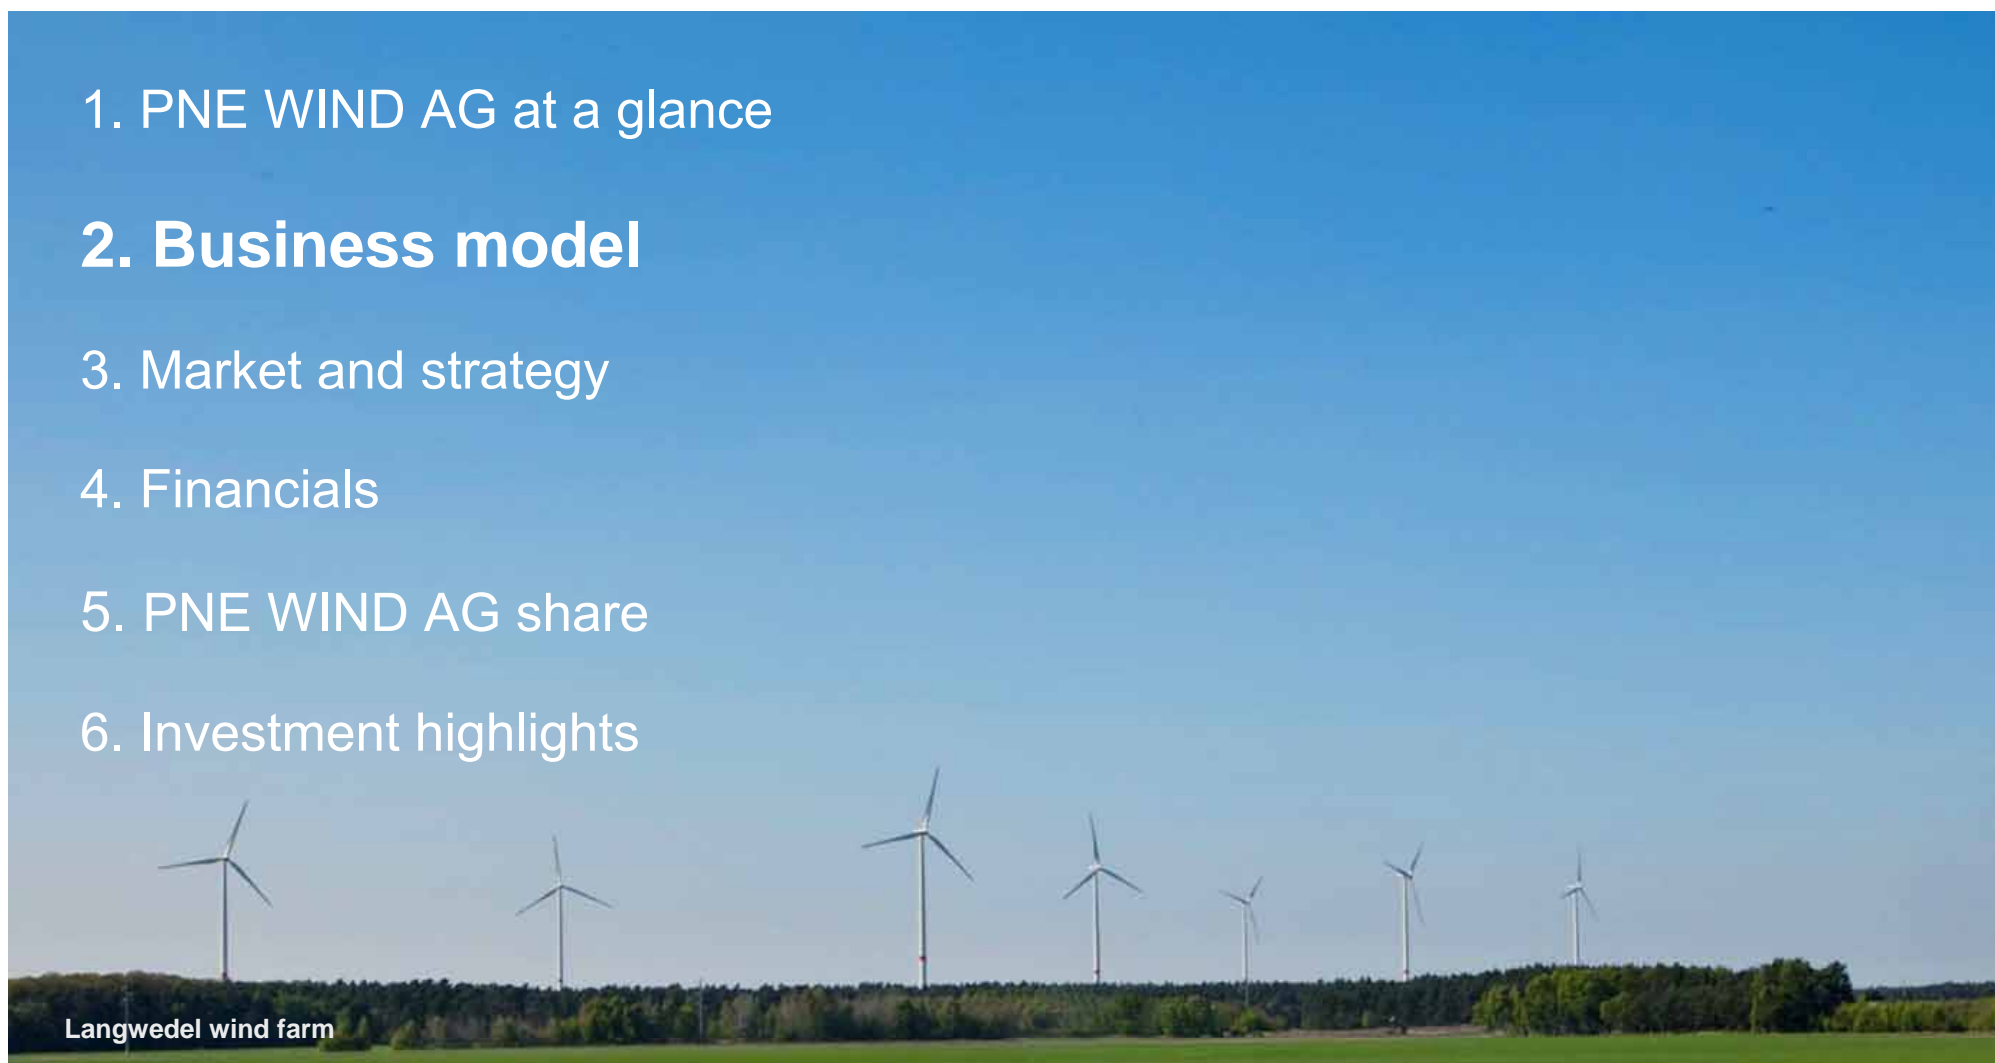 1. PNE WIND AG at a glance
2. Business model
3. Market and strategy
4. Financials
5. PNE WIND AG share
6. Investment highlights
Langwedel wind farm